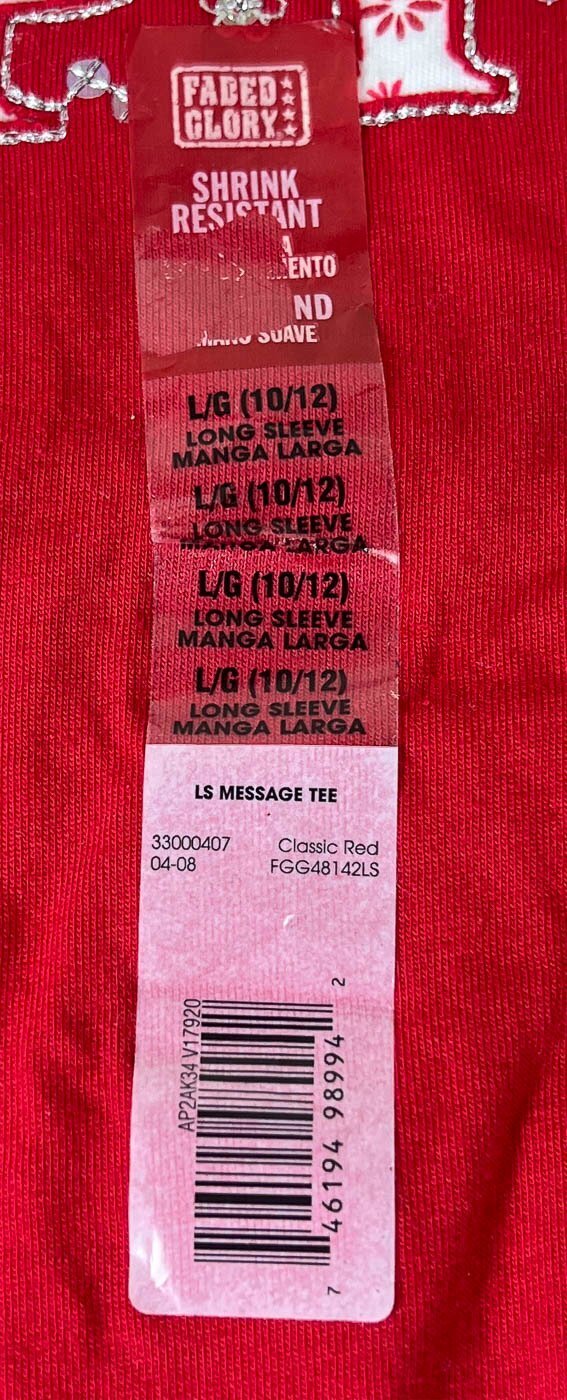 FADED
GLORY
SHRINK
RESISTANT
ND
SUAVE
L/G (10/12)
LONG SLEEVE
MANGA LARGA
L/G (10/12)
LONG SLEEVE
MANGA LARGA
L/G (10/12)
LONG SLEEVE
MANGA LARGA
L/G (10/12)
LONG SLEEVE
MANGA LARGA
LS MESSAGE TEE
33000407 Classic Red
04-08 FGG48142LS
AP2AK34 V17920
7 46194 98994 2